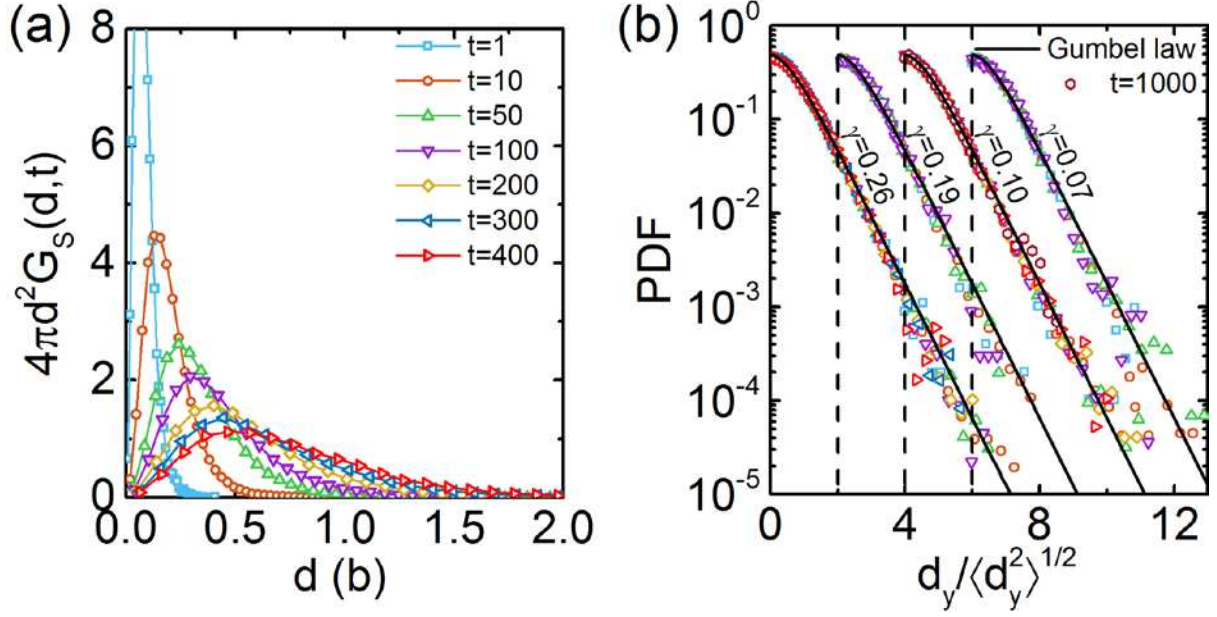 (a)
8
6
4
2
0
4πd²G_S(d,t)
t=1
t=10
t=50
t=100
t=200
t=300
t=400
0.0 0.5 1.0 1.5 2.0
d (b)
(b)
10⁰
10⁻¹
10⁻²
10⁻³
10⁻⁴
10⁻⁵
PDF
Gumbel law
t=1000
γ=0.26
γ=0.19
γ=0.10
γ=0.07
0 4 8 12
d_y/⟨d_y²⟩^1/2